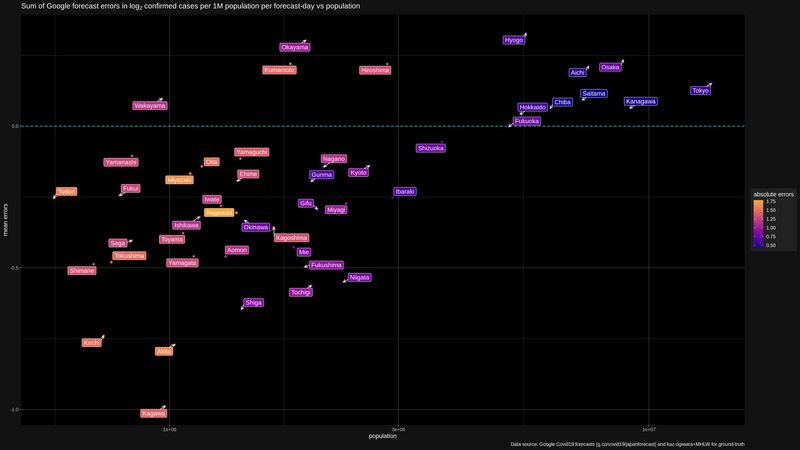 Sum of Google forecast errors in log2 confirmed cases per 1M population per forecast-day vs population
Hyogo
Okayama
Kumamoto
Hiroshima
Aichi
Osaka
Tokyo
Saitama
Wakayama
Hokkaido
Chiba
Kanagawa
Fukuoka
0.0
Shizuoka
Yamanashi
Oita
Yamaguchi
Nagano
Kyoto
Miyazaki
Ehime
Gunma
Tottori
Fukui
Iwate
Ibaraki
Gifu
Miyagi
Nagasaki
Ishikawa
Okinawa
mean errors
Saga
Toyama
Kagoshima
Tokushima
Aomori
Mie
Shimane
Yamagata
Fukushima
-0.5
Niigata
Tochigi
Shiga
Kochi
Akita
Kagawa
-1.0
absolute errors
1.75
1.50
1.25
1.00
0.75
0.50
1e+06
3e+06
1e+07
population
Data source: Google Covid19 forecasts (g.co/covid19/japanforecast) and kaz-ogiwara+MHLW for ground-truth